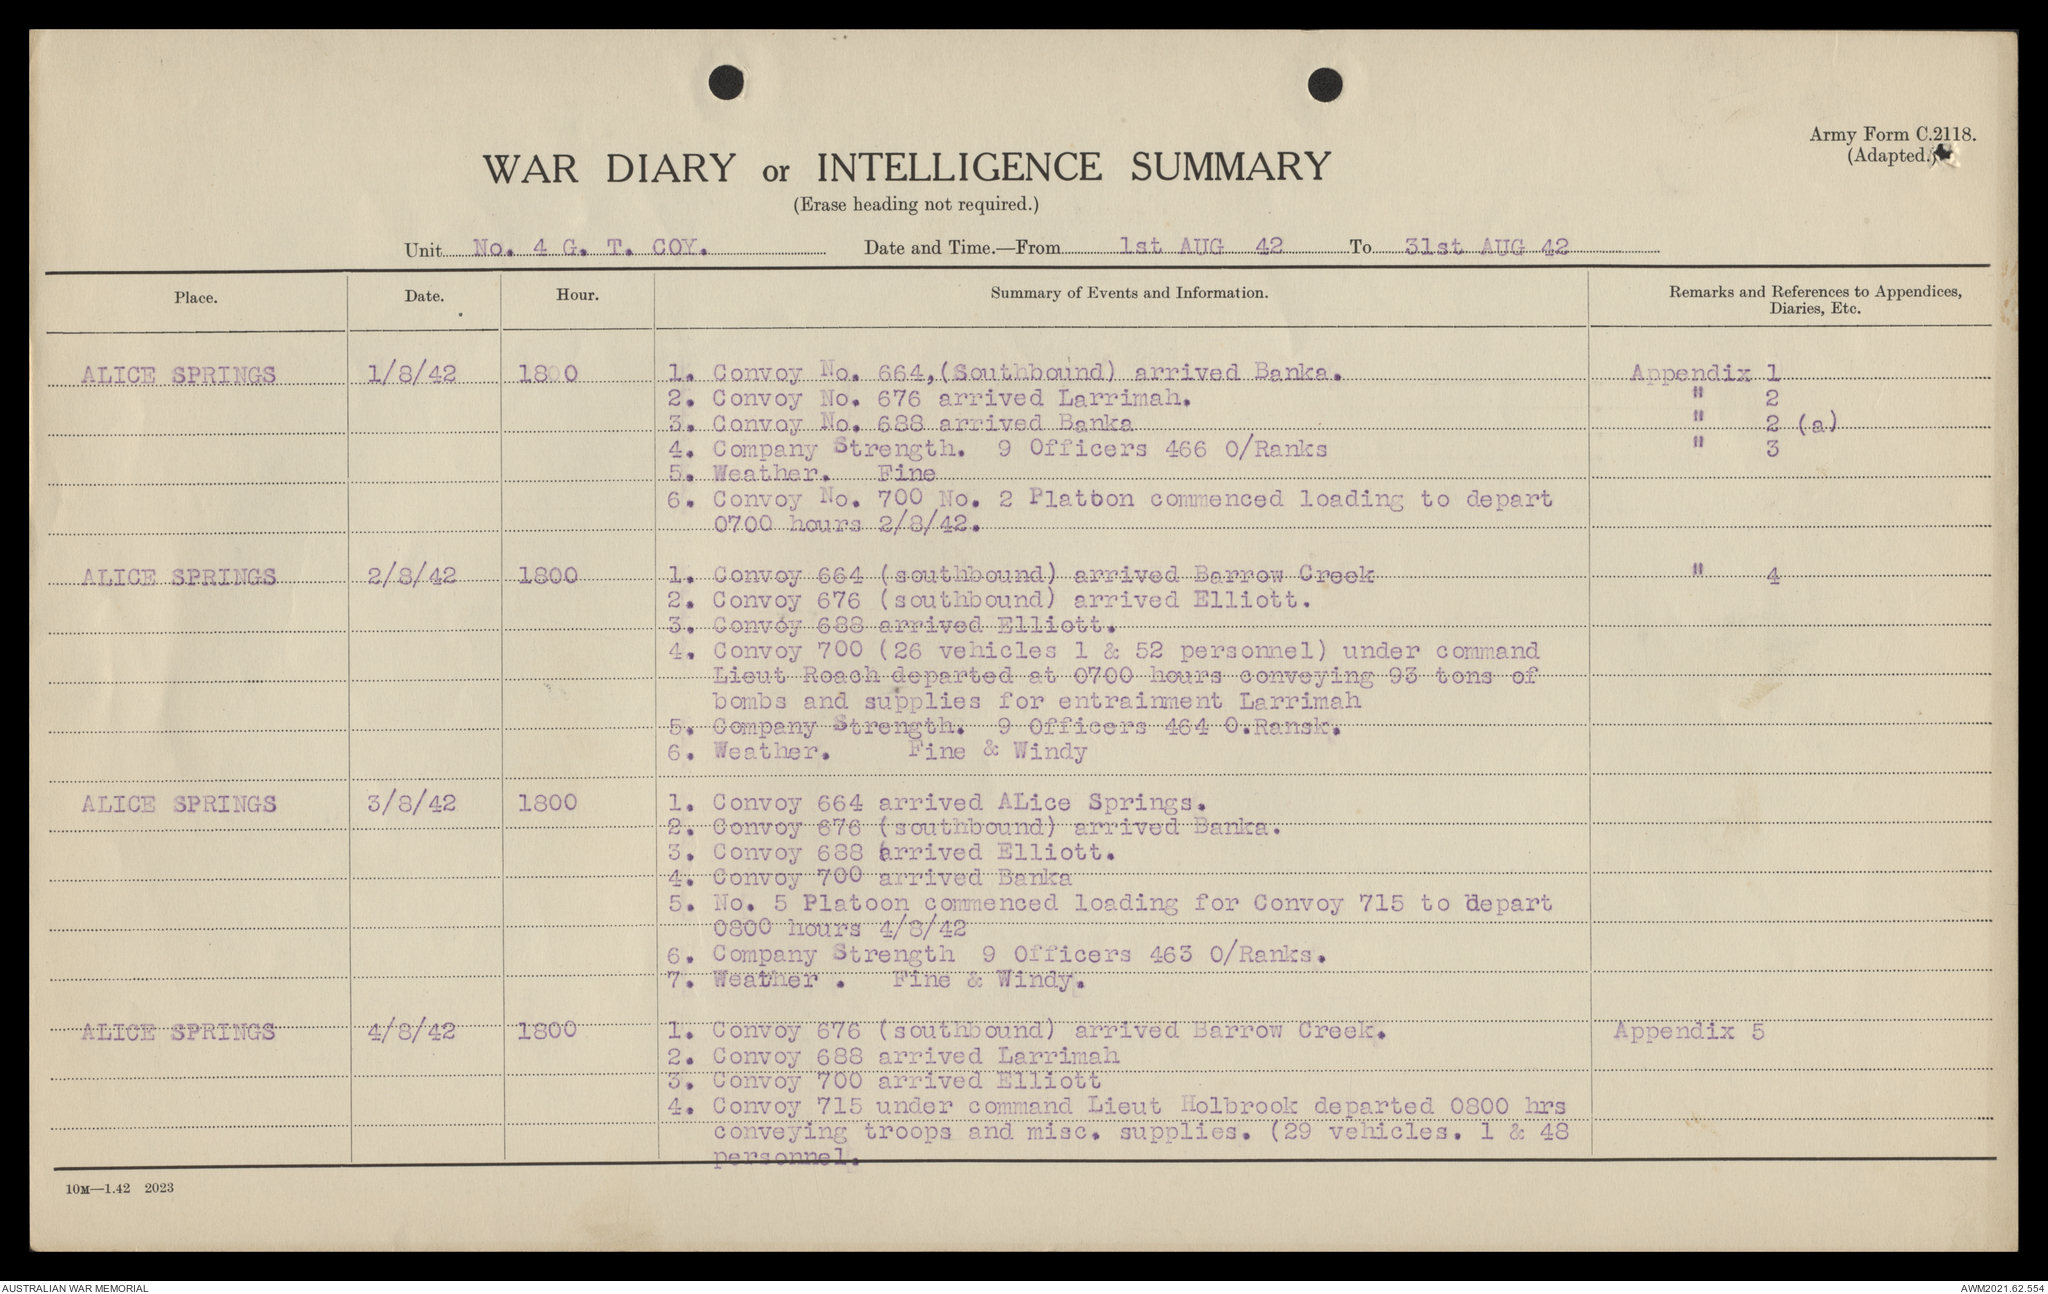 Army Form C.2118.
(Adapted.)
WAR DIARY or INTELLIGENCE SUMMARY
(Erase heading not required.)
Unit No. 4 G. T. COY. Date and Time.—From 1st AUG 42 To 31st AUG 42
Place. Date. Hour. Summary of Events and Information. Remarks and References to Appendices,
Diaries, Etc.
ALICE SPRINGS 1/8/42 1800 1. Convoy No. 664,(Southbound) arrived Banka. Appendix 1
2. Convoy No. 676 arrived Larrimah. " 2
3. Convoy No. 688 arrived Banka " 2 (a)
4. Company Strength. 9 Officers 466 O/Ranks " 3
5. Weather. Fine
6. Convoy No. 700 No. 2 Platoon commenced loading to depart
0700 hours 2/8/42.
ALICE SPRINGS 2/8/42 1800 1. Convoy 664 (southbound) arrived Barrow Creek " 4
2. Convoy 676 (southbound) arrived Elliott.
3. Convoy 688 arrived Elliott.
4. Convoy 700 (26 vehicles 1 & 52 personnel) under command
Lieut Roach departed at 0700 hours conveying 93 tons of
bombs and supplies for entrainment Larrimah
5. Company Strength. 9 Officers 464 O.Ransk.
6. Weather. Fine & Windy
ALICE SPRINGS 3/8/42 1800 1. Convoy 664 arrived ALice Springs.
2. Convoy 676 (southbound) arrived Banka.
3. Convoy 688 arrived Elliott.
4. Convoy 700 arrived Banka
5. No. 5 Platoon commenced loading for Convoy 715 to depart
0800 hours 4/8/42
6. Company Strength 9 Officers 463 O/Ranks.
7. Weather . Fine & Windy.
ALICE SPRINGS 4/8/42 1800 1. Convoy 676 (southbound) arrived Barrow Creek. Appendix 5
2. Convoy 688 arrived Larrimah
3. Convoy 700 arrived Elliott
4. Convoy 715 under command Lieut Holbrook departed 0800 hrs
conveying troops and misc. supplies. (29 vehicles. 1 & 48
personnel.
10M—1.42 2023
AUSTRALIAN WAR MEMORIAL AWM2021.62.554